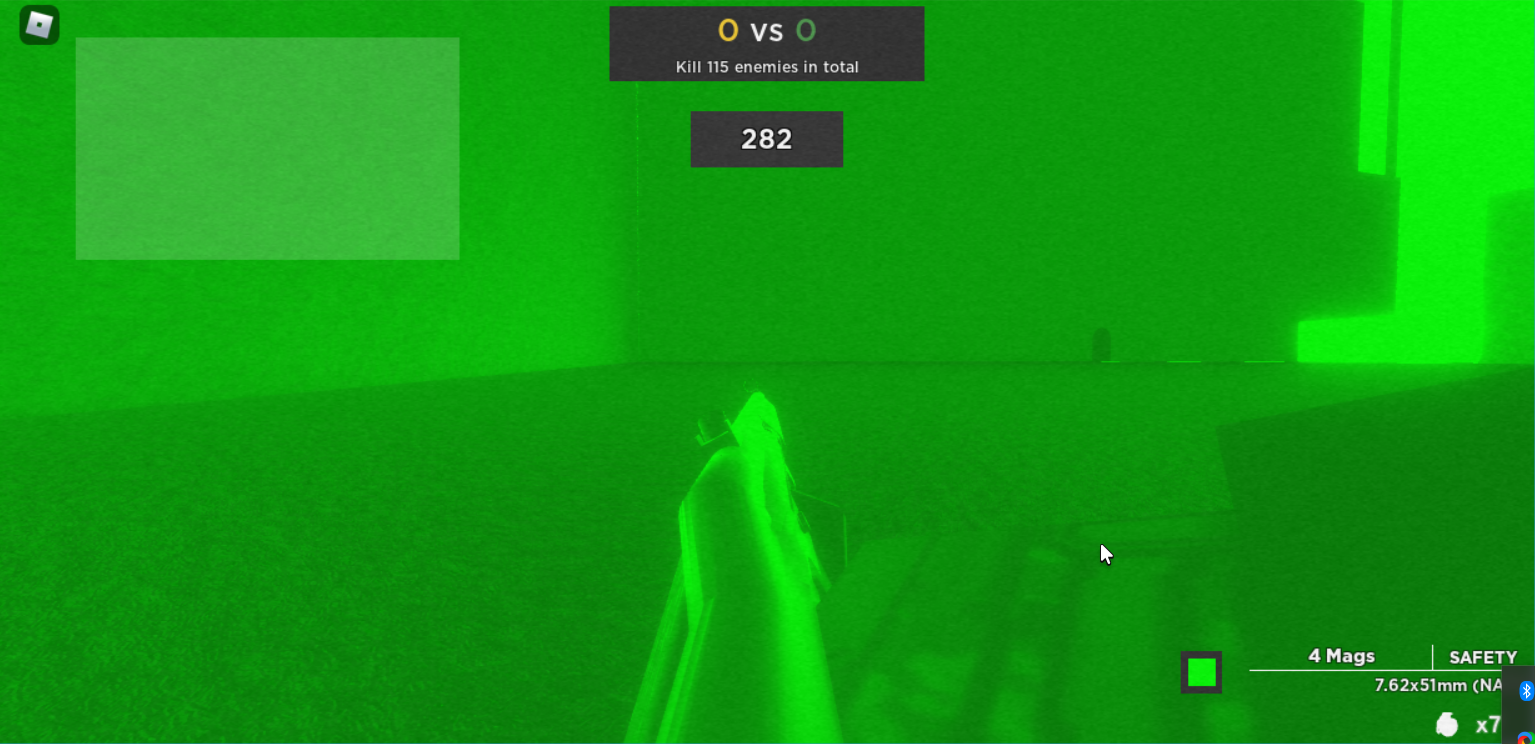 0 VS 0
Kill 115 enemies in total
282
4 Mags
SAFETY
7.62x51mm (NA
x7